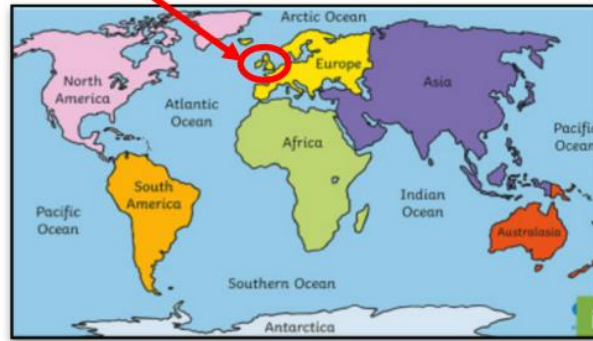 Arctic Ocean
North
America
Europe
Asia
Atlantic
Ocean
Pacific
Ocean
Africa
South
America
Indian
Ocean
Pacific
Ocean
Australasia
Southern Ocean
Antarctica